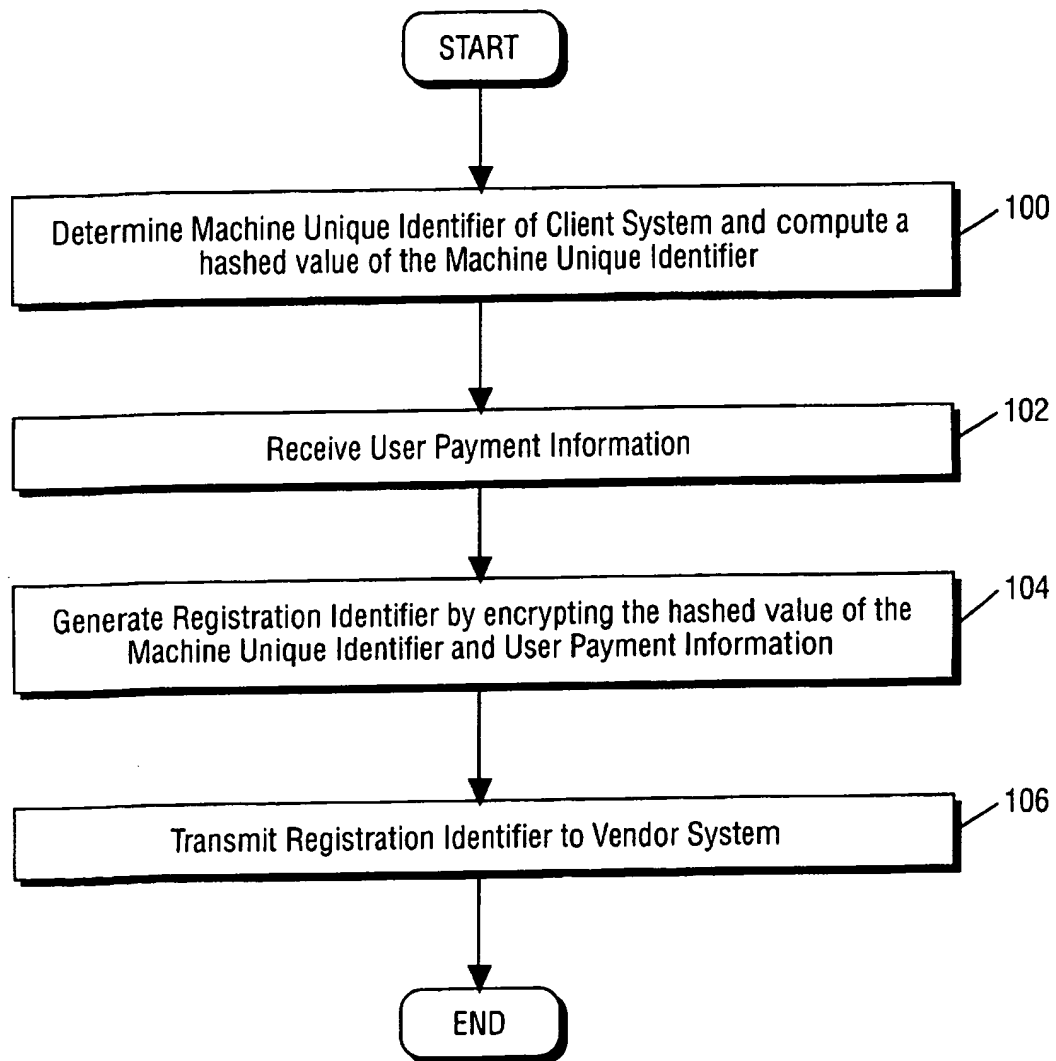 START
Determine Machine Unique Identifier of Client System and compute a
hashed value of the Machine Unique Identifier
100
Receive User Payment Information
102
Generate Registration Identifier by encrypting the hashed value of the
Machine Unique Identifier and User Payment Information
104
Transmit Registration Identifier to Vendor System
106
END